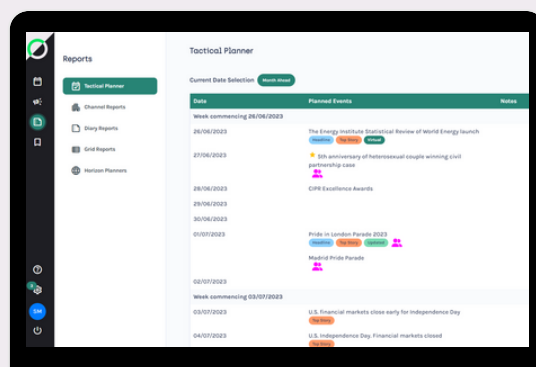 Reports
Tactical Planner
Channel Reports
Diary Reports
Grid Reports
Horizon Planners
SM
Tactical Planner
Current Date Selection Month Ahead
Date Planned Events Notes
Week commencing 26/06/2023
26/06/2023 The Energy Institute Statistical Review of World Energy launch
Headline Top Story Virtual
27/06/2023 5th anniversary of heterosexual couple winning civil
partnership case
28/06/2023 CIPR Excellence Awards
29/06/2023
30/06/2023
01/07/2023 Pride in London Parade 2023
Headline Top Story Updated
Madrid Pride Parade
02/07/2023
Week commencing 03/07/2023
03/07/2023 U.S. Financial markets close early for Independence Day
Top Story
04/07/2023 U.S. Independence Day. Financial markets closed
Top Story